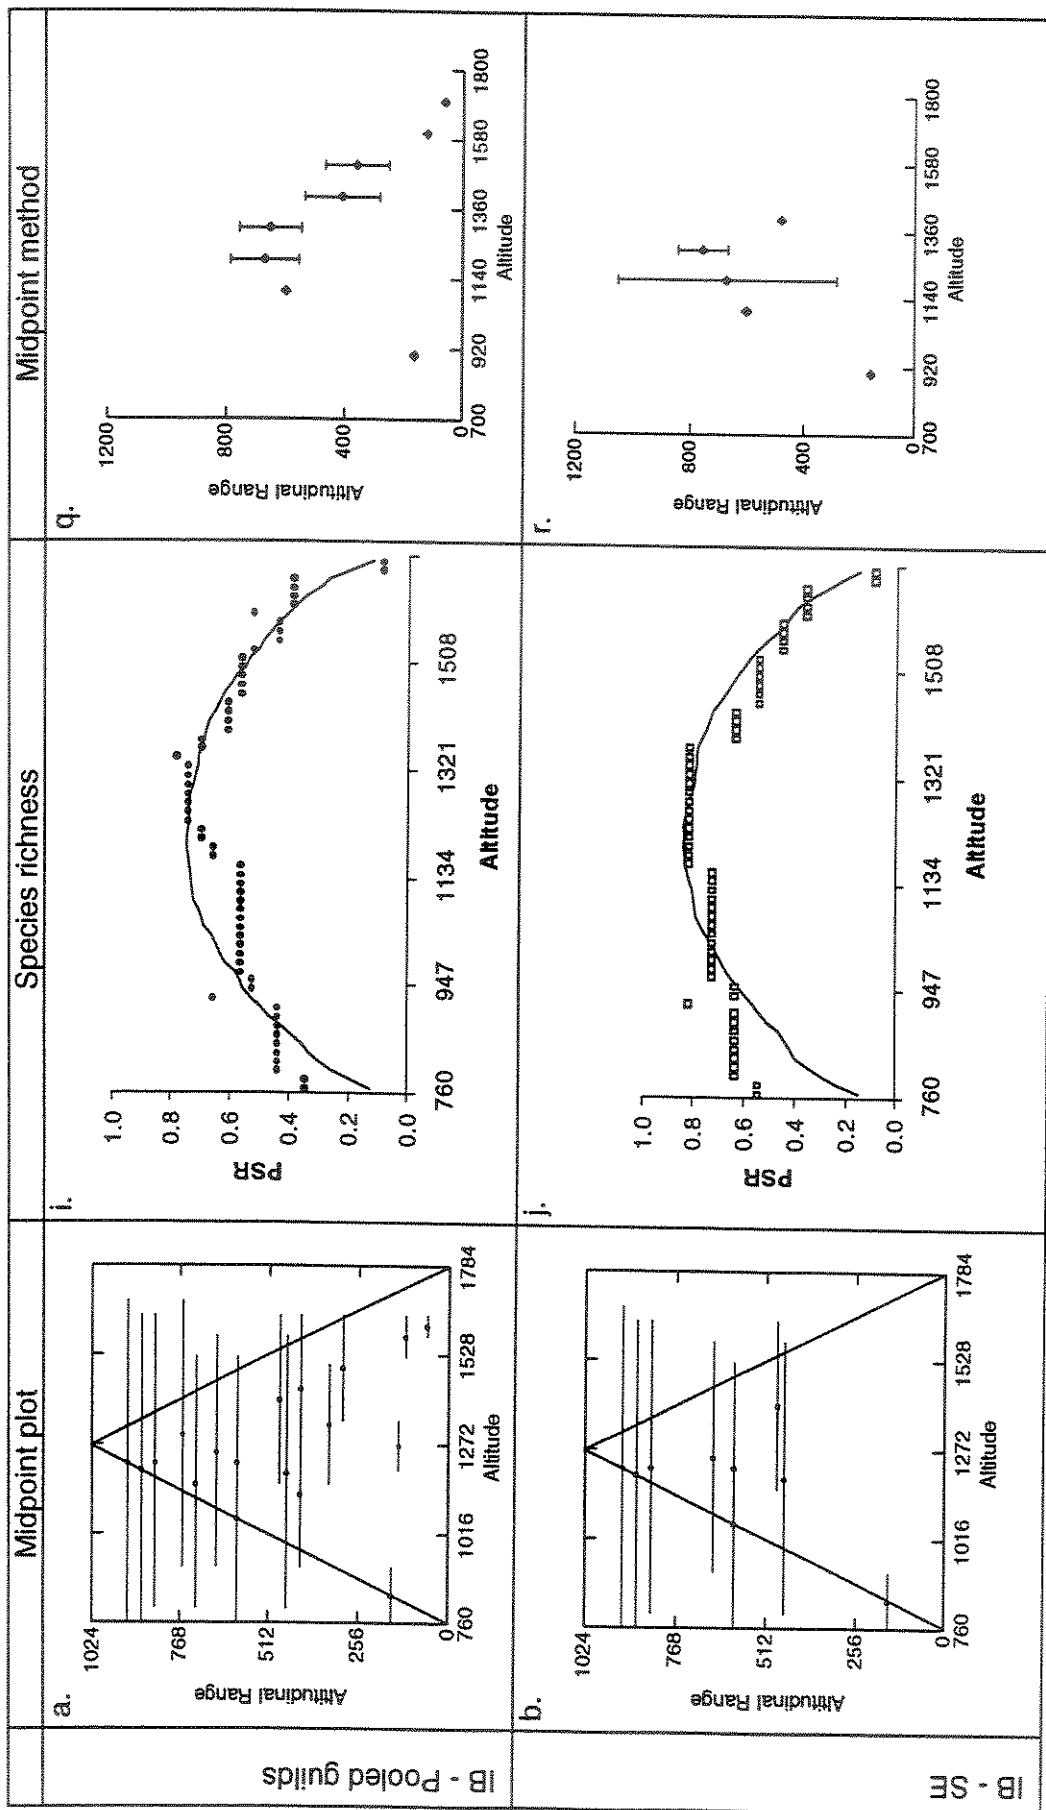 Midpoint plot
Species richness
Midpoint method
IB - Pooled guilds
a.
Altitudinal Range
1024
768
512
256
0
760
1016
1272
1528
1784
Altitude
i.
PSR
1.0
0.8
0.6
0.4
0.2
0.0
760
947
1134
1321
1508
Altitude
q.
Altitudinal Range
1200
800
400
0
700
920
1140
1360
1580
1800
Altitude
IB - SE
b.
Altitudinal Range
1024
768
512
256
0
760
1016
1272
1528
1784
Altitude
j.
PSR
1.0
0.8
0.6
0.4
0.2
0.0
760
947
1134
1321
1508
Altitude
r.
Altitudinal Range
1200
800
400
0
700
920
1140
1360
1580
1800
Altitude